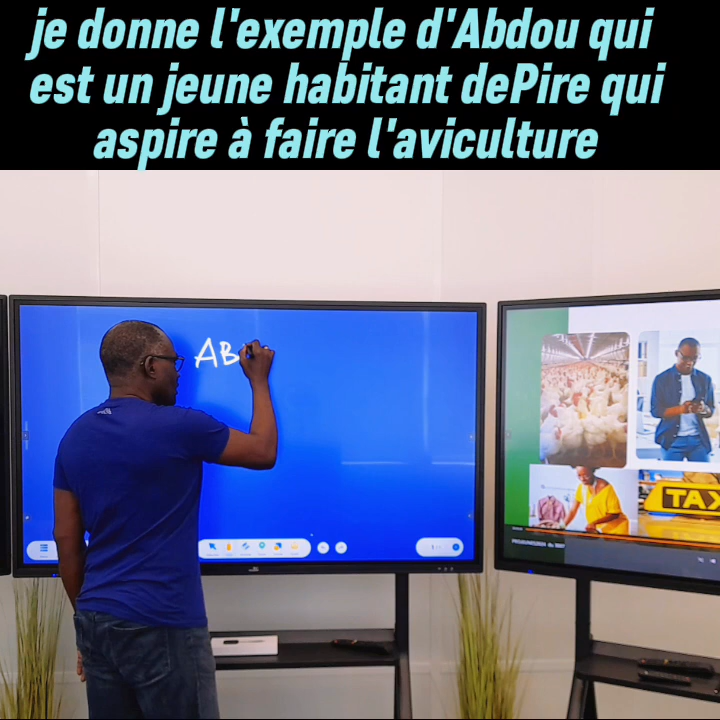 je donne l'exemple d'Abdou qui
est un jeune habitant dePire qui
aspire à faire l'aviculture
AB
TAX